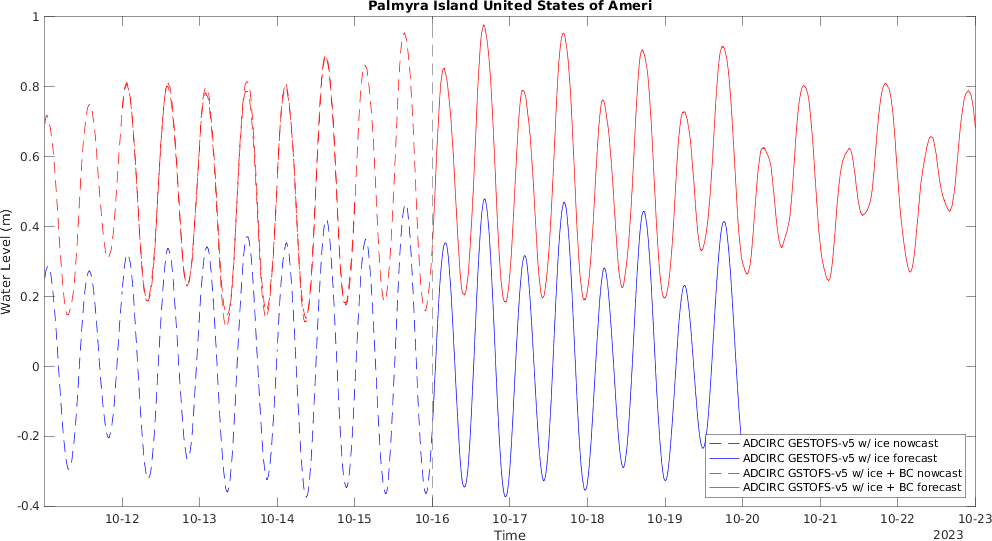 Palmyra Island United States of Ameri
1
0.8
0.6
0.4
0.2
0
-0.2
-0.4
Water Level (m)
ADCIRC GESTOFS-v5 w/ ice nowcast
ADCIRC GESTOFS-v5 w/ ice forecast
ADCIRC GSTOFS-v5 w/ ice + BC nowcast
ADCIRC GSTOFS-v5 w/ ice + BC forecast
10-12 10-13 10-14 10-15 10-16 10-17 10-18 10-19 10-20 10-21 10-22 10-23
Time
2023